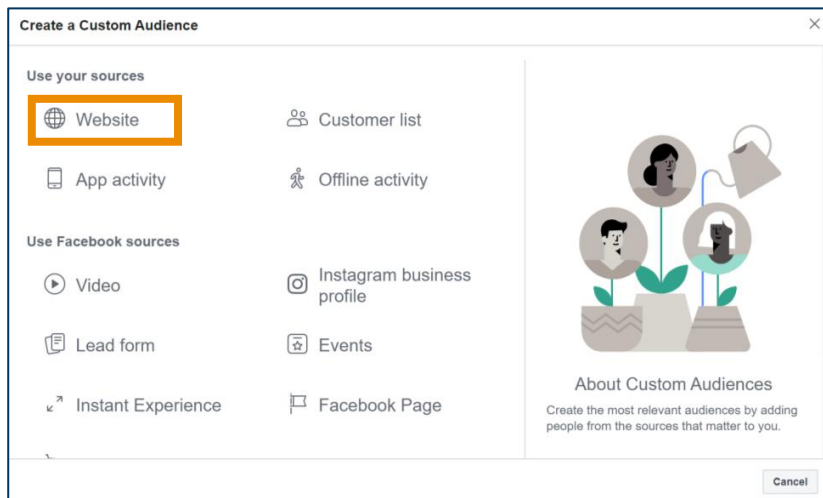 Create a Custom Audience
Use your sources
Website
Customer list
App activity
Offline activity
Use Facebook sources
Video
Instagram business
profile
Lead form
Events
Instant Experience
Facebook Page
About Custom Audiences
Create the most relevant audiences by adding
people from the sources that matter to you.
Cancel